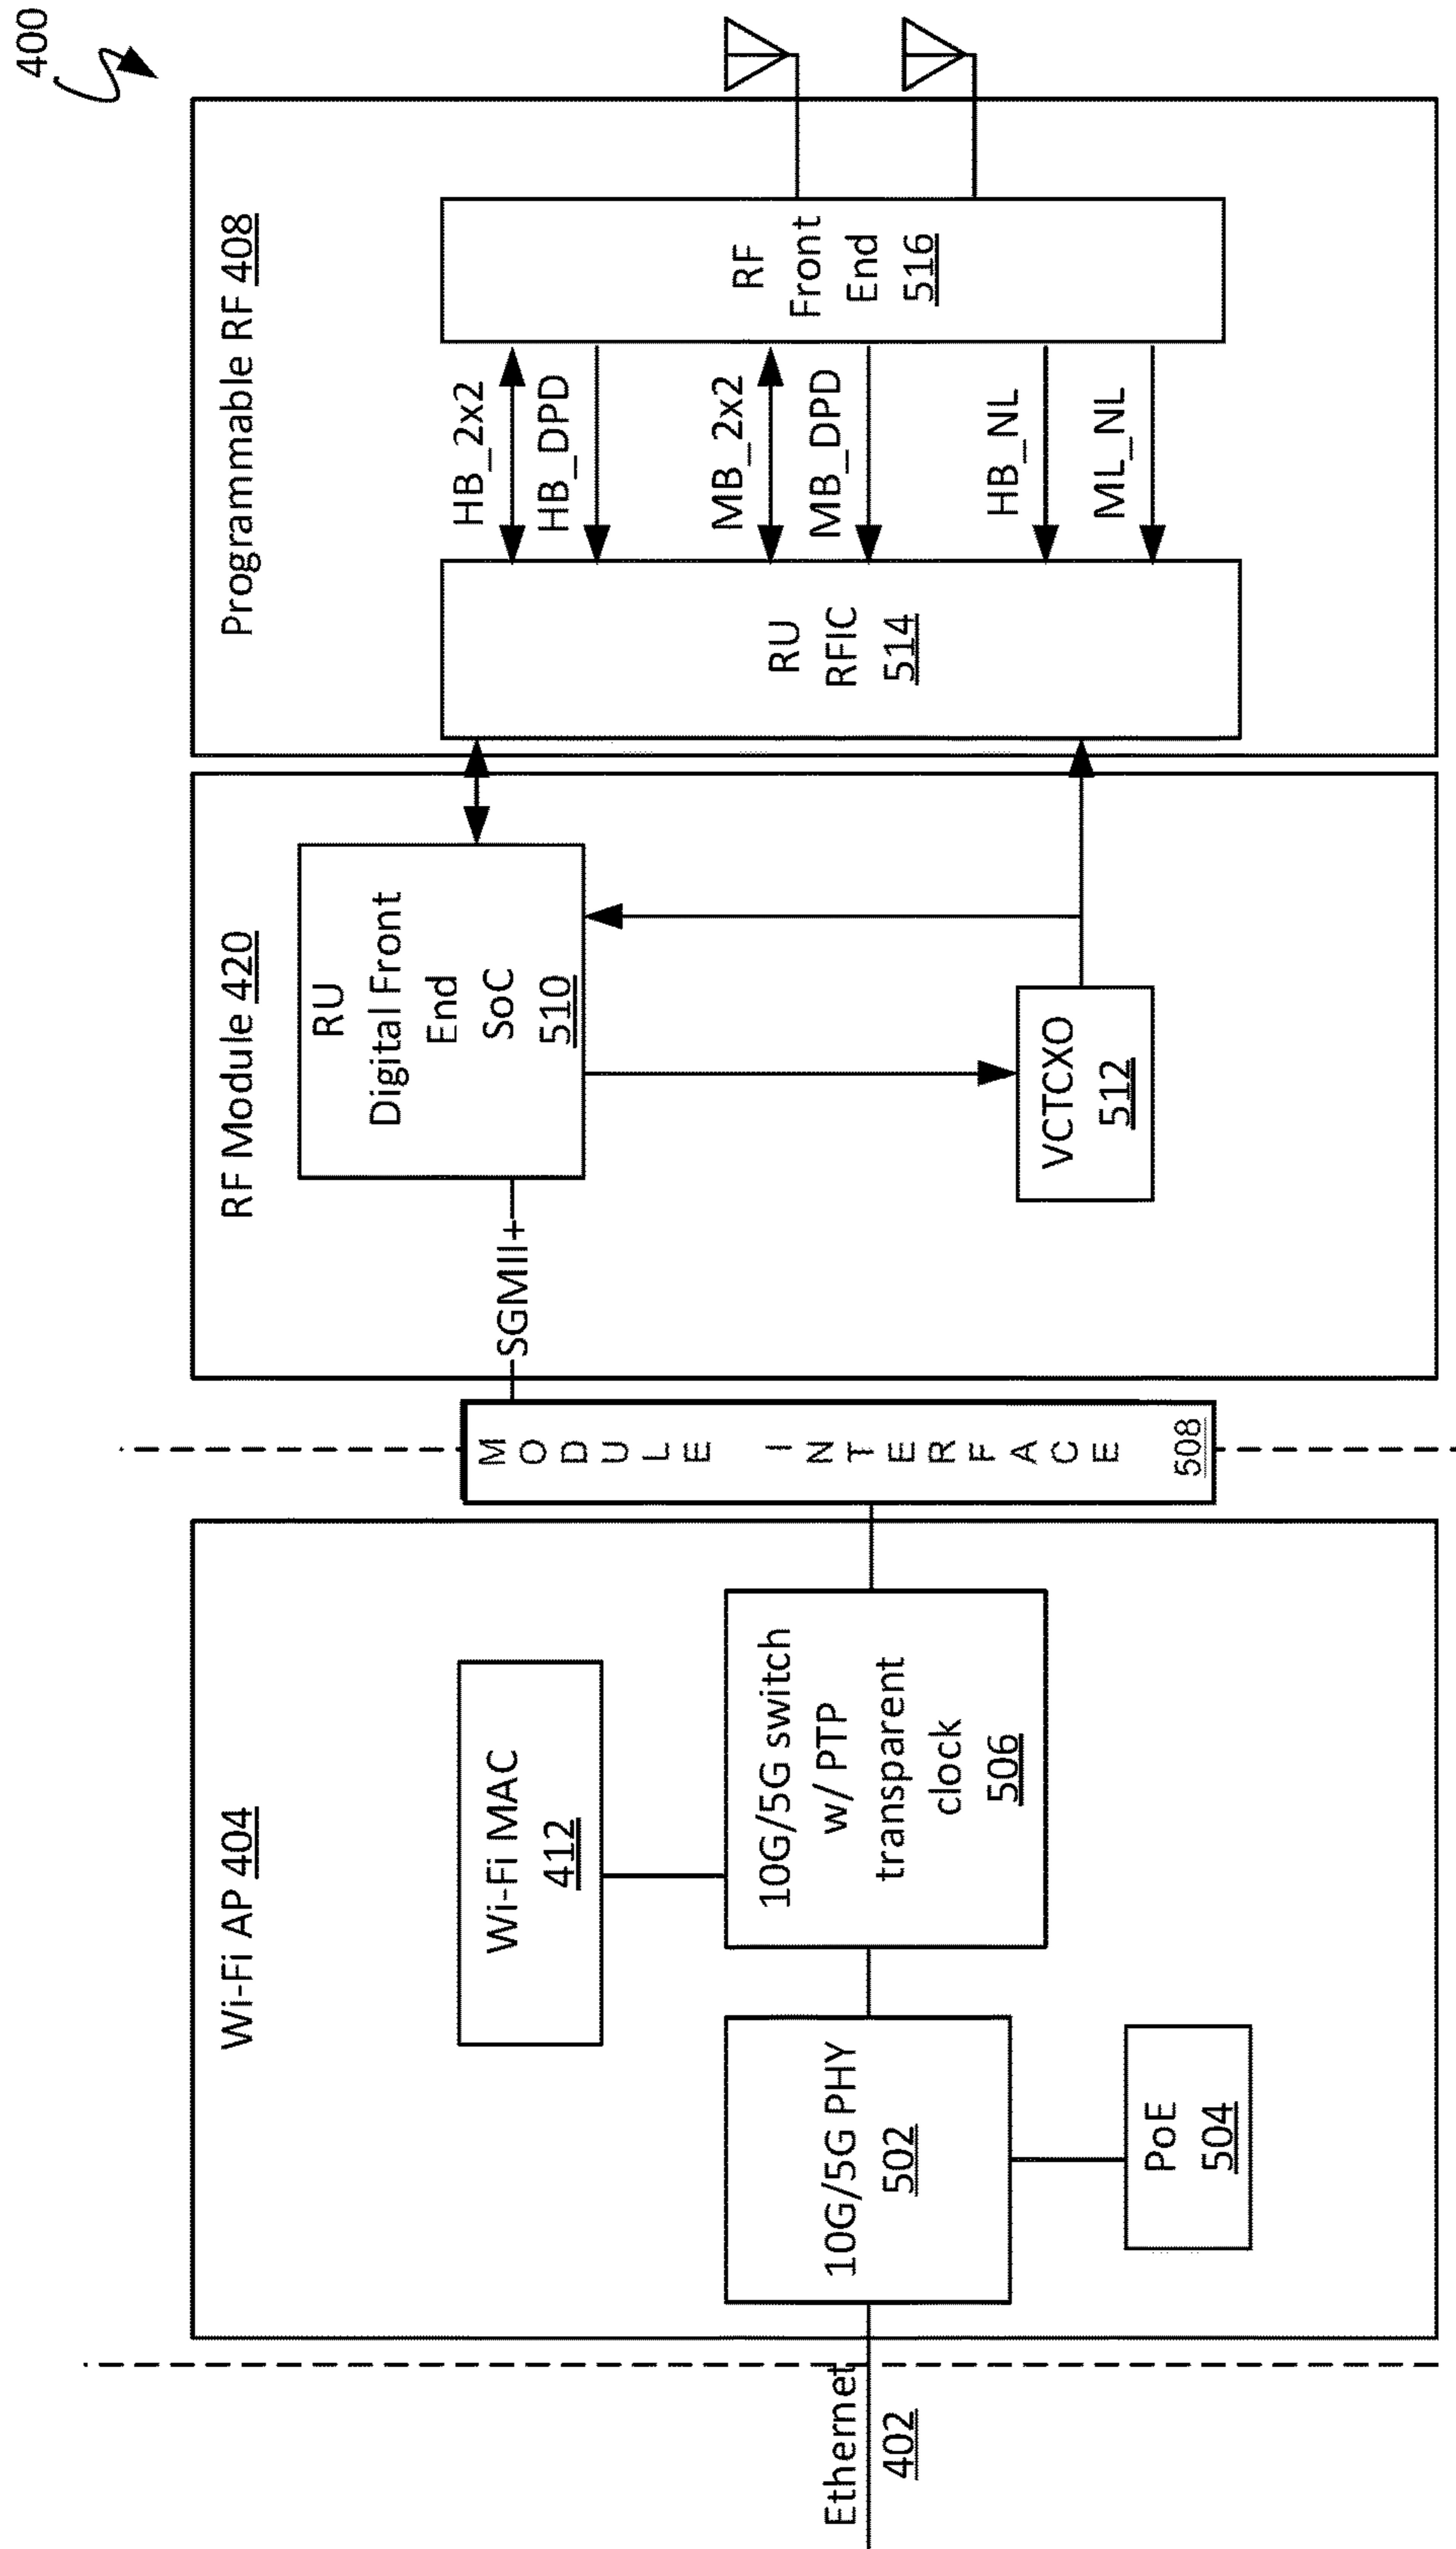 400
Wi-Fi AP 404
Wi-Fi MAC
412
10G/5G switch
w/ PTP
transparent
clock
506
10G/5G PHY
502
PoE
504
Ethernet
402
MODULE INTERFACE
508
RF Module 420
RU
Digital Front
End
SoC
510
SGMII+
VCTCXO
512
Programmable RF 408
RU
RFIC
514
HB_2x2
HB_DPD
MB_2x2
MB_DPD
HB_NL
ML_NL
RF
Front
End
516